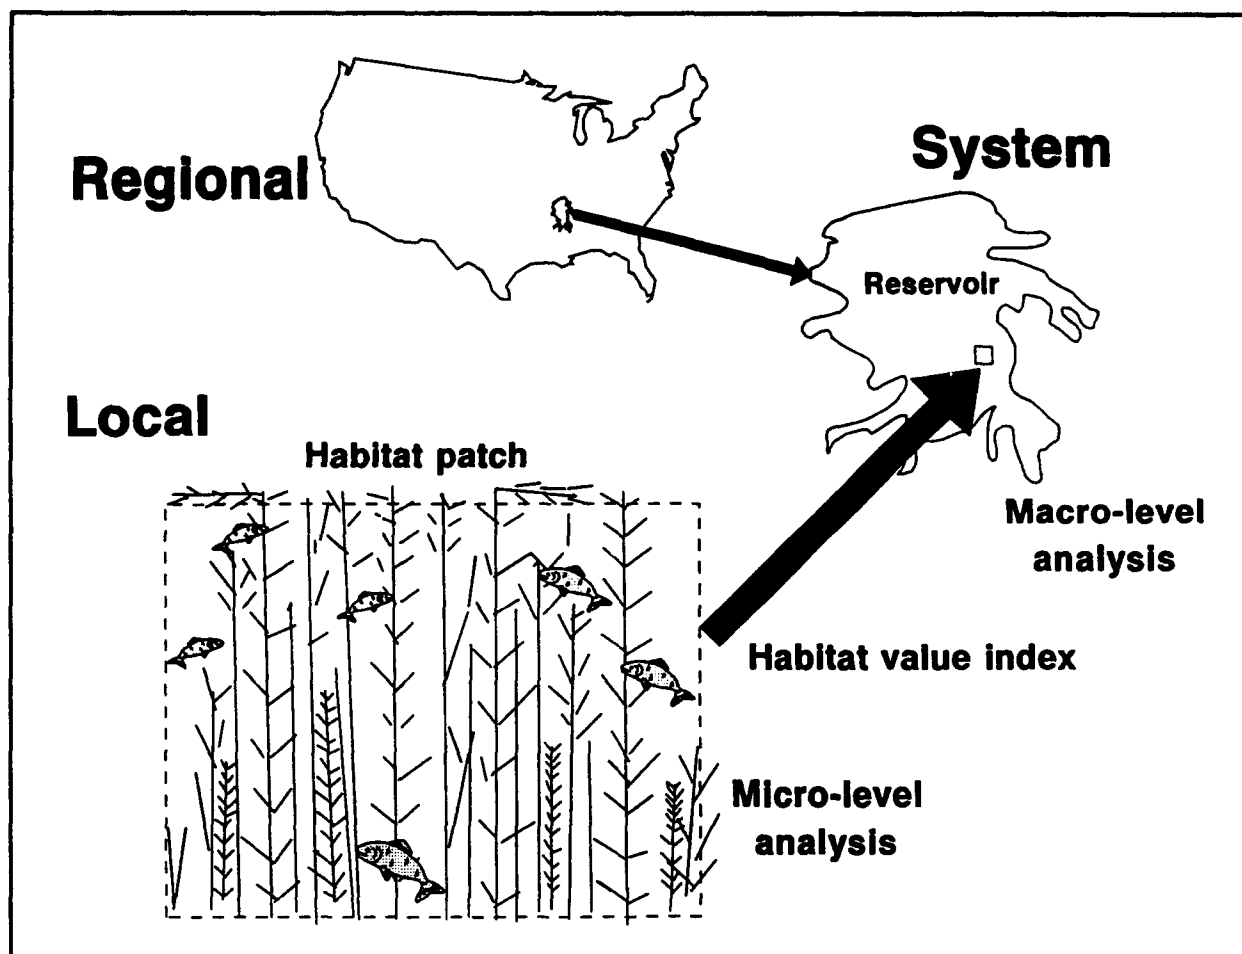 Regional
System
Reservoir
Local
Habitat patch
Macro-level
analysis
Habitat value index
Micro-level
analysis